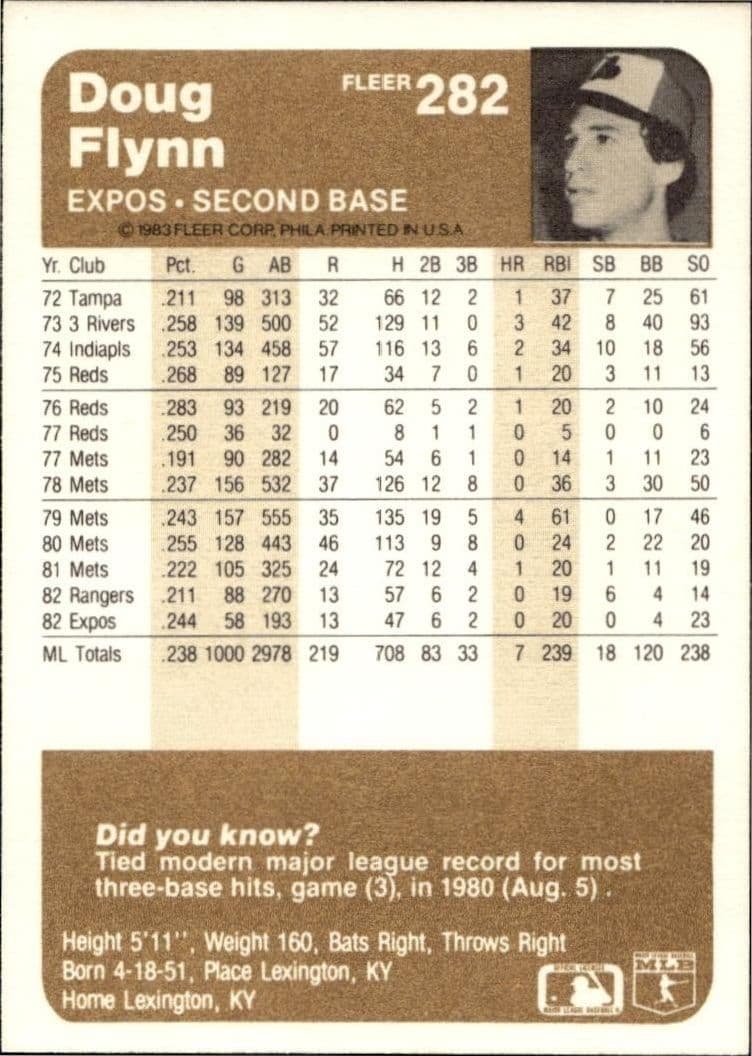 Doug
Flynn
FLEER 282
EXPOS • SECOND BASE
© 1983 FLEER CORP. PHILA. PRINTED IN U.S.A.
Yr. Club Pct. G AB R H 2B 3B HR RBI SB BB SO
72 Tampa .211 98 313 32 66 12 2 1 37 7 25 61
73 3 Rivers .258 139 500 52 129 11 0 3 42 8 40 93
74 Indiapls .253 134 458 57 116 13 6 2 34 10 18 56
75 Reds .268 89 127 17 34 7 0 1 20 3 11 13
76 Reds .283 93 219 20 62 5 2 1 20 2 10 24
77 Reds .250 36 32 0 8 1 1 0 5 0 0 6
77 Mets .191 90 282 14 54 6 1 0 14 1 11 23
78 Mets .237 156 532 37 126 12 8 0 36 3 30 50
79 Mets .243 157 555 35 135 19 5 4 61 0 17 46
80 Mets .255 128 443 46 113 9 8 0 24 2 22 20
81 Mets .222 105 325 24 72 12 4 1 20 1 11 19
82 Rangers .211 88 270 13 57 6 2 0 19 6 4 14
82 Expos .244 58 193 13 47 6 2 0 20 0 4 23
ML Totals .238 1000 2978 219 708 83 33 7 239 18 120 238
Did you know?
Tied modern major league record for most
three-base hits, game (3), in 1980 (Aug. 5) .
Height 5'11'', Weight 160, Bats Right, Throws Right
Born 4-18-51, Place Lexington, KY
Home Lexington, KY
MLB